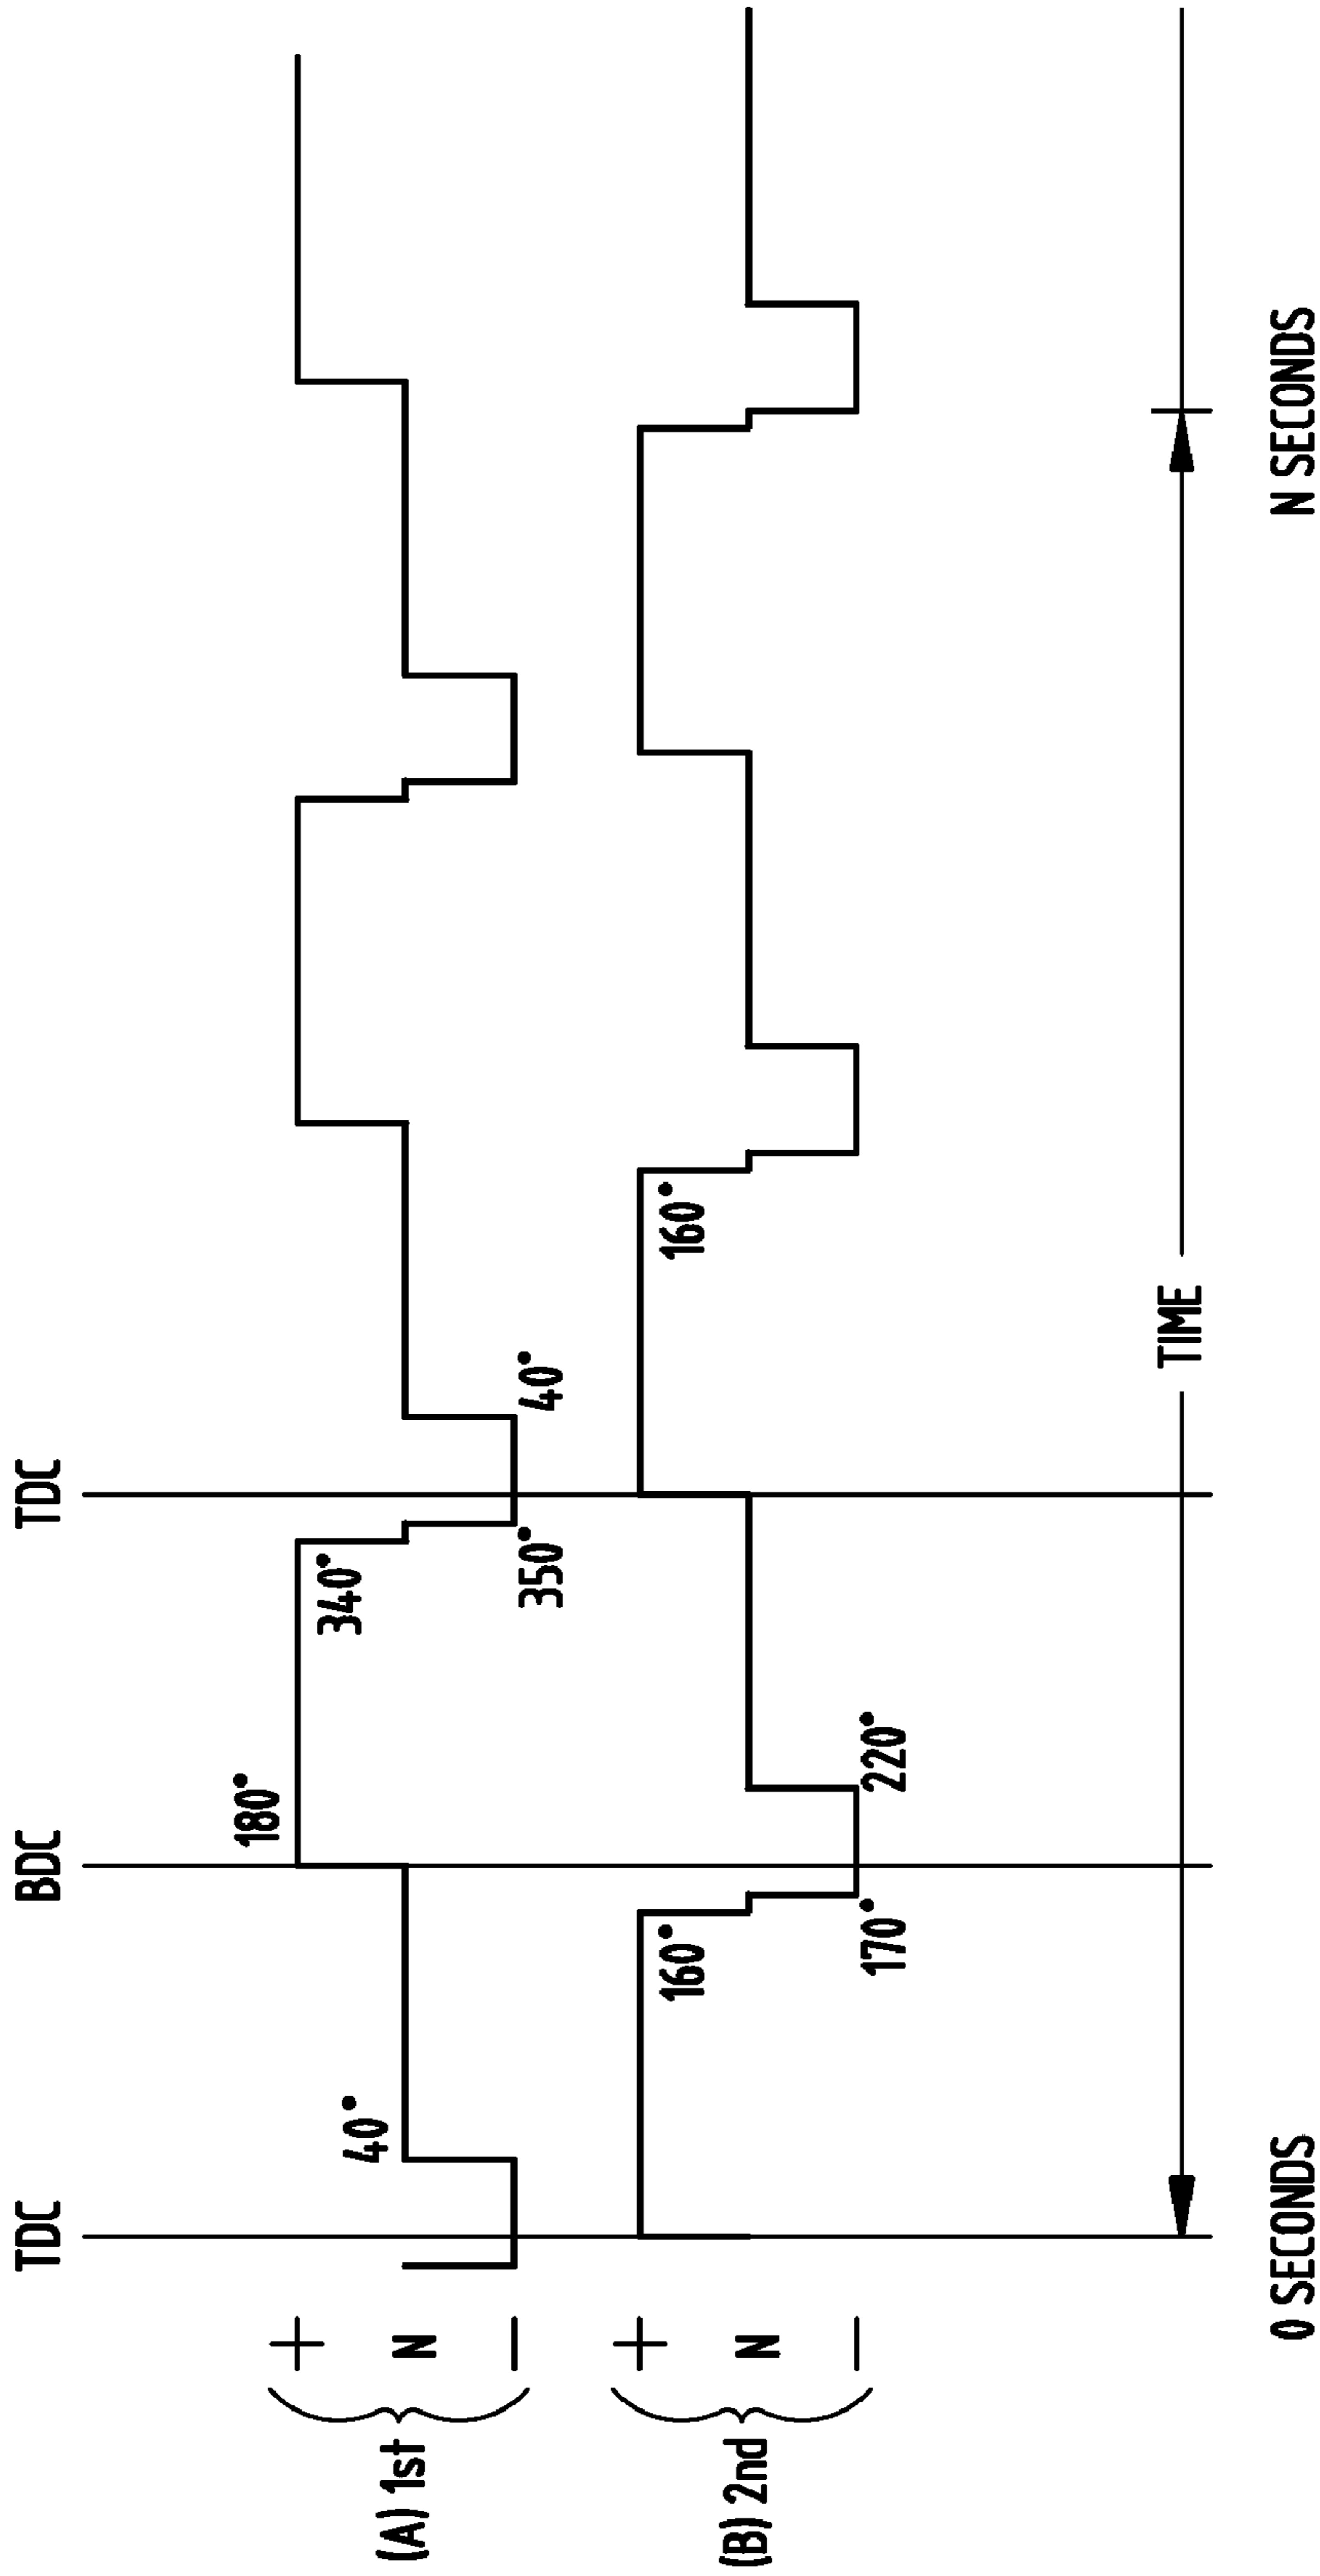 TDC
BDC
TDC
(A) 1st
+
N
−
40°
180°
340°
350°
40°
(B) 2nd
+
N
−
160°
170°
220°
160°
TIME
0 SECONDS
N SECONDS